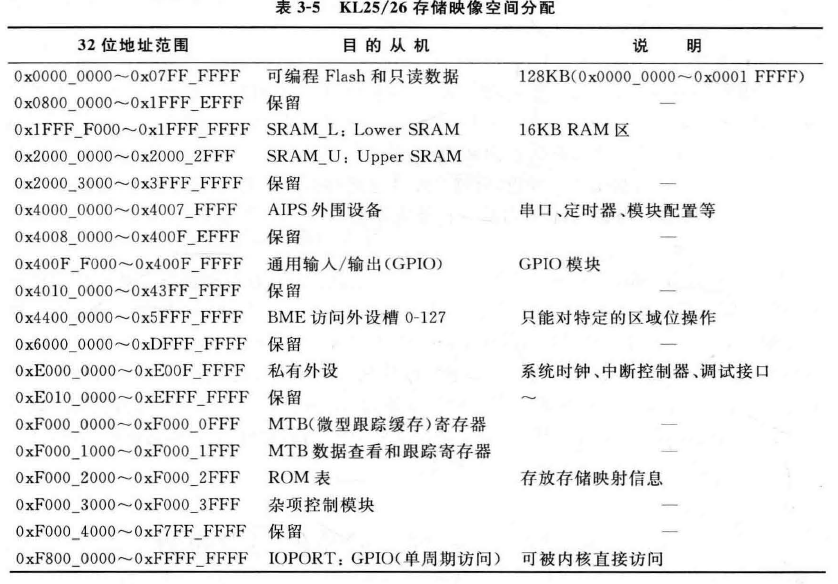 表 3-5 KL25/26 存储映像空间分配
32 位地址范围 目的从机 说 明
0x0000_0000～0x07FF_FFFF 可编程 Flash 和只读数据 128KB(0x0000_0000～0x0001 FFFF)
0x0800_0000～0x1FFF_EFFF 保留 —
0x1FFF_F000～0x1FFF_FFFF SRAM_L：Lower SRAM 16KB RAM 区
0x2000_0000～0x2000_2FFF SRAM_U：Upper SRAM
0x2000_3000～0x3FFF_FFFF 保留 —
0x4000_0000～0x4007_FFFF AIPS 外围设备 串口、定时器、模块配置等
0x4008_0000～0x400F_EFFF 保留 —
0x400F_F000～0x400F_FFFF 通用输入/输出(GPIO) GPIO 模块
0x4010_0000～0x43FF_FFFF 保留 —
0x4400_0000～0x5FFF_FFFF BME 访问外设槽 0-127 只能对特定的区域位操作
0x6000_0000～0xDFFF_FFFF 保留 —
0xE000_0000～0xE00F_FFFF 私有外设 系统时钟、中断控制器、调试接口
0xE010_0000～0xEFFF_FFFF 保留 ～
0xF000_0000～0xF000_0FFF MTB(微型跟踪缓存)寄存器 —
0xF000_1000～0xF000_1FFF MTB 数据查看和跟踪寄存器 —
0xF000_2000～0xF000_2FFF ROM 表 存放存储映射信息
0xF000_3000～0xF000_3FFF 杂项控制模块 —
0xF000_4000～0xF7FF_FFFF 保留 —
0xF800_0000～0xFFFF_FFFF IOPORT：GPIO(单周期访问) 可被内核直接访问